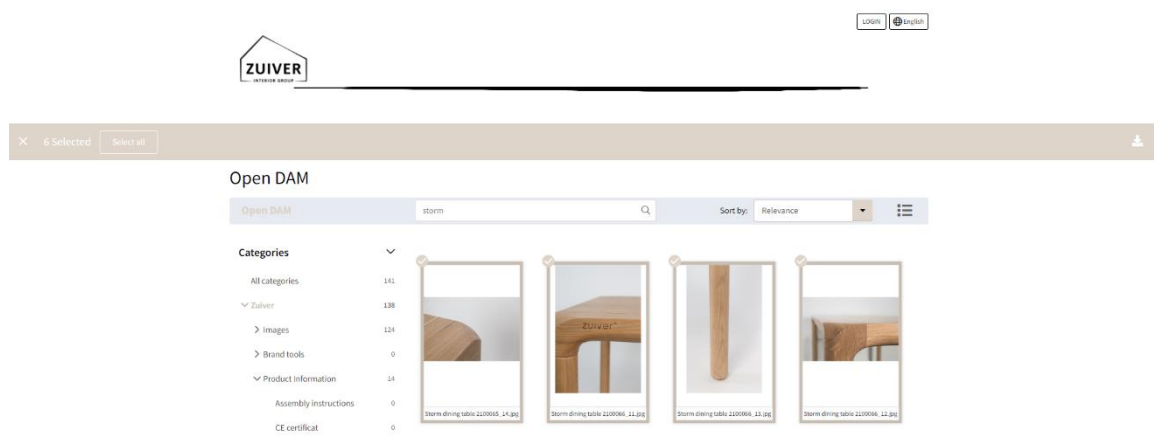 LOGIN English
ZUIVER
INTERIOR GROUP
6 Selected Select all
Open DAM
Open DAM storm Sort by: Relevance
Categories
All categories 141
Zuiver 138
Images 124
Brand tools 0
Product Information 14
Assembly instructions 0
CE certificat 0
zuiver
Storm dining table 2100065_14.jpg Storm dining table 2100066_11.jpg Storm dining table 2100066_13.jpg Storm dining table 2100066_12.jpg